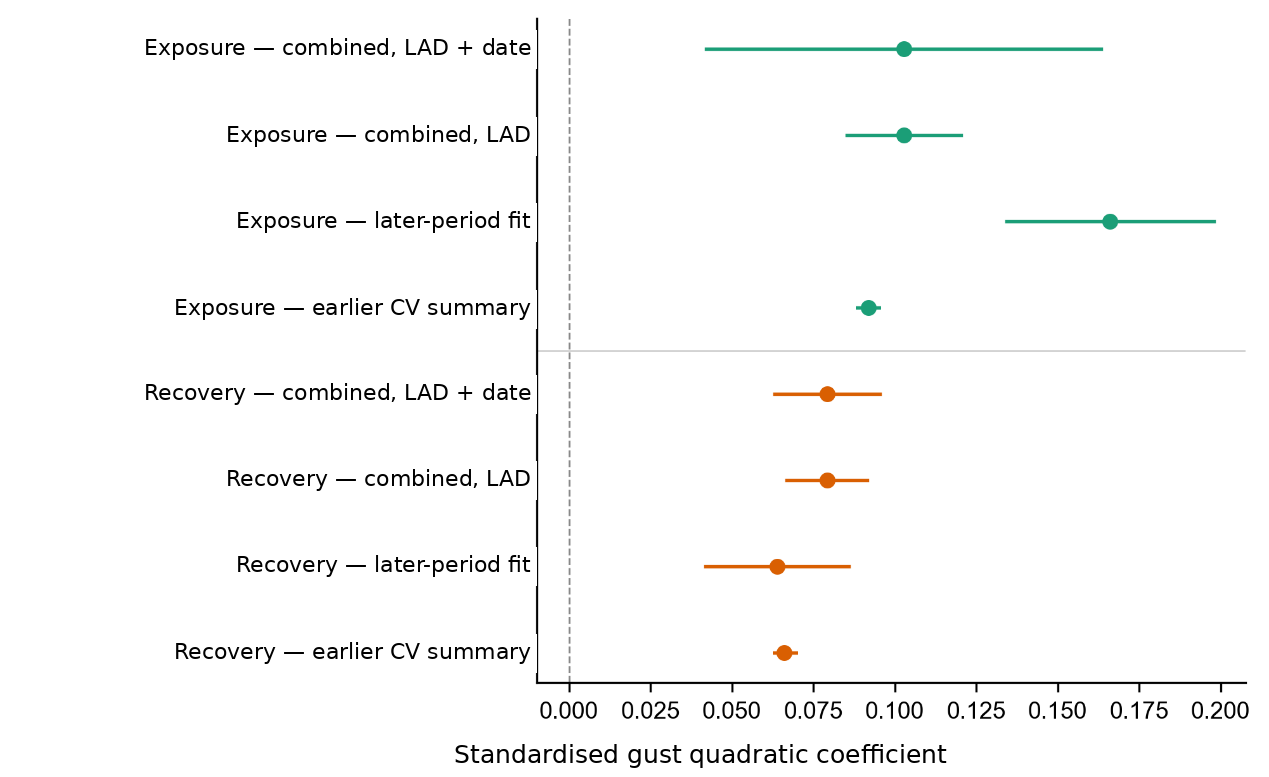 Exposure — combined, LAD + date
Exposure — combined, LAD
Exposure — later-period fit
Exposure — earlier CV summary
Recovery — combined, LAD + date
Recovery — combined, LAD
Recovery — later-period fit
Recovery — earlier CV summary
0.000 0.025 0.050 0.075 0.100 0.125 0.150 0.175 0.200
Standardised gust quadratic coefficient